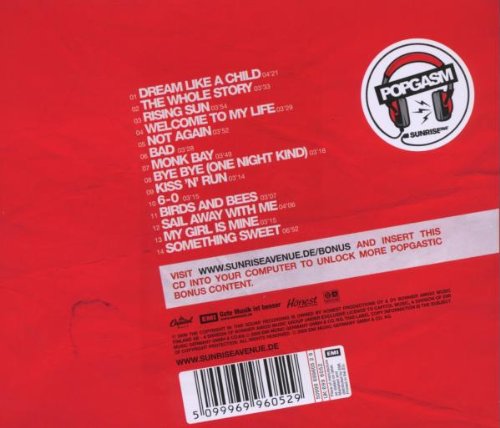 POPGASM
SUNRISE AVE
01 DREAM LIKE A CHILD 04'21
02 THE WHOLE STORY 03'33
03 RISING SUN 03'54
04 WELCOME TO MY LIFE 03'29
05 NOT AGAIN 03'52
06 BAD 03'28
07 MONK BAY 03'49
08 BYE BYE (ONE NIGHT KIND) 03'16
09 KISS 'N' RUN 03'14
10 6-0 03'15
11 BIRDS AND BEES 03'07
12 SAIL AWAY WITH ME 04'06
13 MY GIRL IS MINE 03'15
14 SOMETHING SWEET 06'52
VISIT WWW.SUNRISEAVENUE.DE/BONUS AND INSERT THIS
CD INTO YOUR COMPUTER TO UNLOCK MORE POPGASTIC
BONUS CONTENT.
Capitol EMI Gute Musik ist besser Honest
WWW.SUNRISEAVENUE.DE
EMI
5 099969 960529